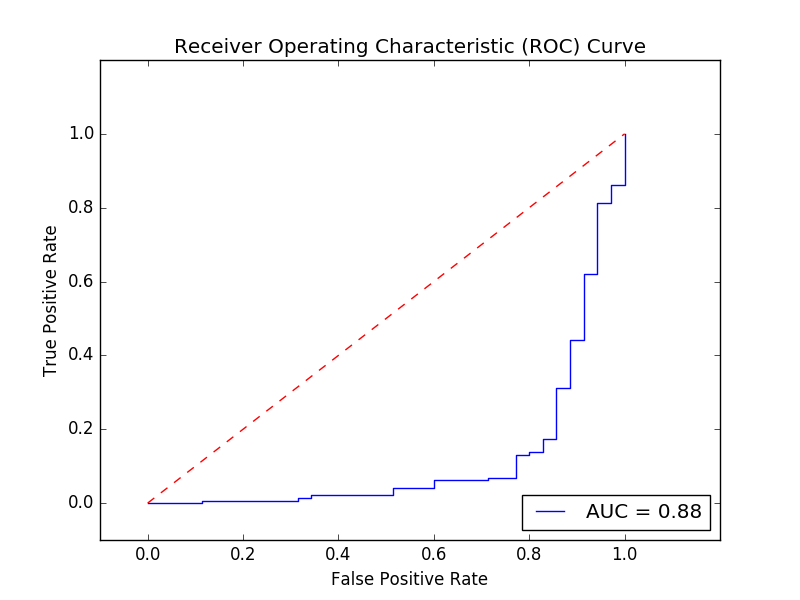 Receiver Operating Characteristic (ROC) Curve
True Positive Rate
1.0
0.8
0.6
0.4
0.2
0.0
AUC = 0.88
0.0 0.2 0.4 0.6 0.8 1.0
False Positive Rate